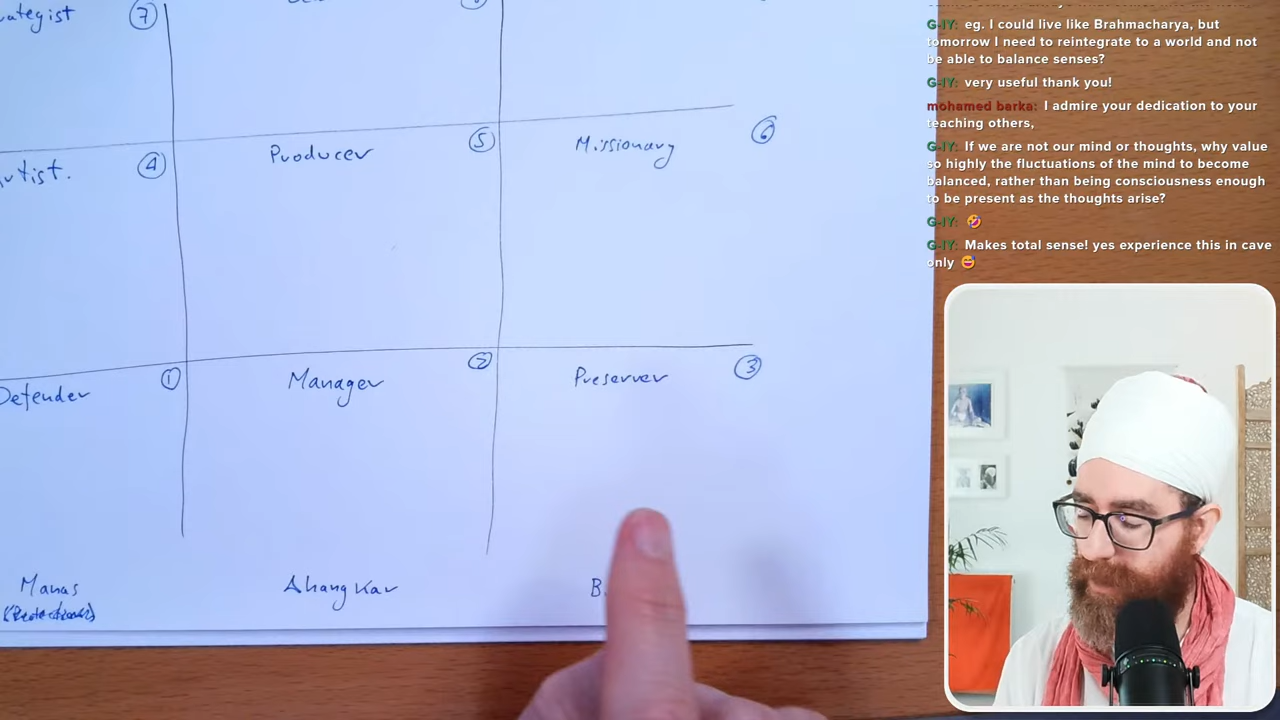 ategist 7
5 Missionary 6
Producer
4
rtist.
2 Preserver 3
Manager
1
Defender
Manas Ahangkar B
G-IY: eg. I could live like Brahmacharya, but
tomorrow I need to reintegrate to a world and not
be able to balance senses?
G-IY: very useful thank you!
mohamed barka: I admire your dedication to your
teaching others,
G-IY: If we are not our mind or thoughts, why value
so highly the fluctuations of the mind to become
balanced, rather than being consciousness enough
to be present as the thoughts arise?
G-IY: 🤣
G-IY: Makes total sense! yes experience this in cave
only 😅